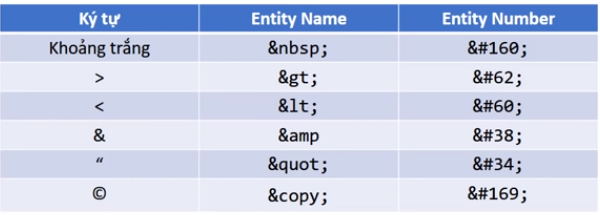 Ký tự Entity Name Entity Number
Khoảng trắng &nbsp; &#160;
> &gt; &#62;
< &lt; &#60;
& &amp &#38;
“ &quot; &#34;
© &copy; &#169;